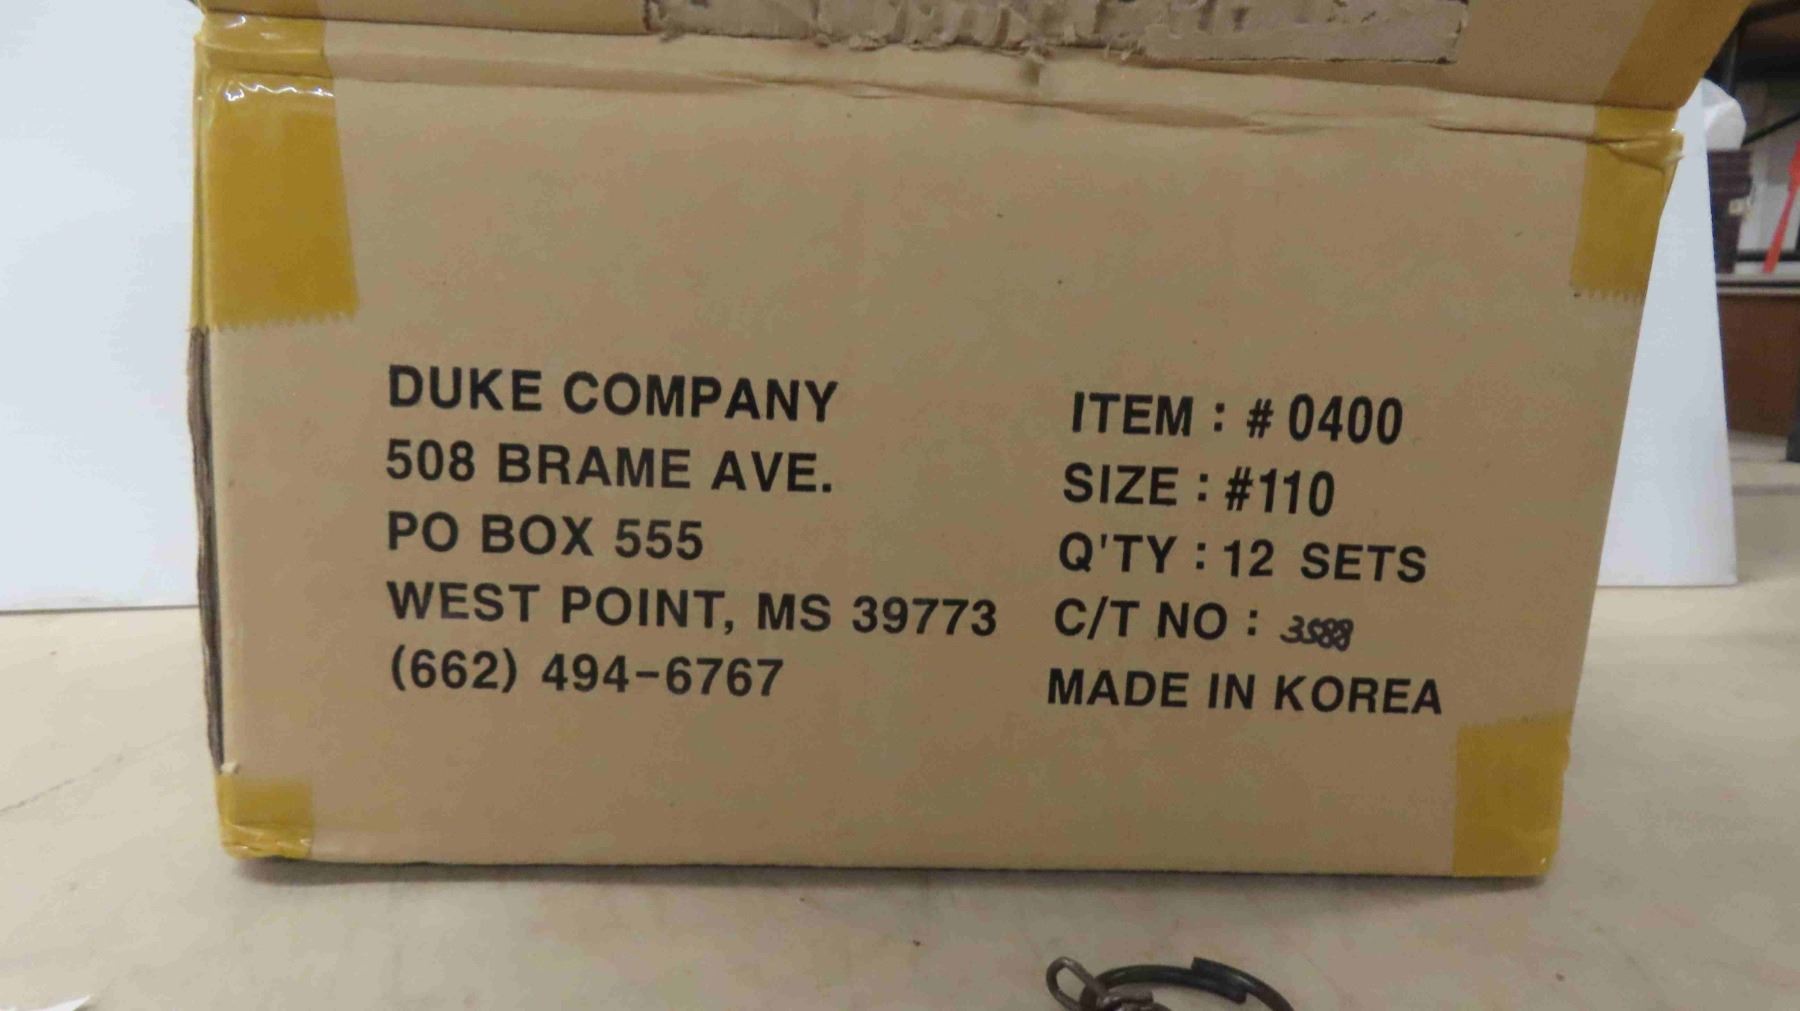 DUKE COMPANY
508 BRAME AVE.
PO BOX 555
WEST POINT, MS 39773
(662) 494-6767
ITEM : # 0400
SIZE : #110
Q'TY : 12 SETS
C/T NO : 3588
MADE IN KOREA